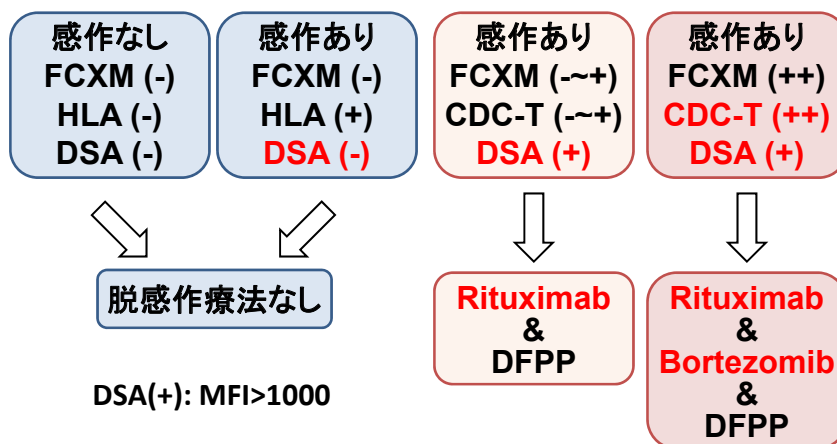 感作なし
FCXM (-)
HLA (-)
DSA (-)
感作あり
FCXM (-)
HLA (+)
DSA (-)
感作あり
FCXM (-~+)
CDC-T (-~+)
DSA (+)
感作あり
FCXM (++)
CDC-T (++)
DSA (+)
脱感作療法なし
Rituximab
&
DFPP
Rituximab
&
Bortezomib
&
DFPP
DSA(+): MFI>1000